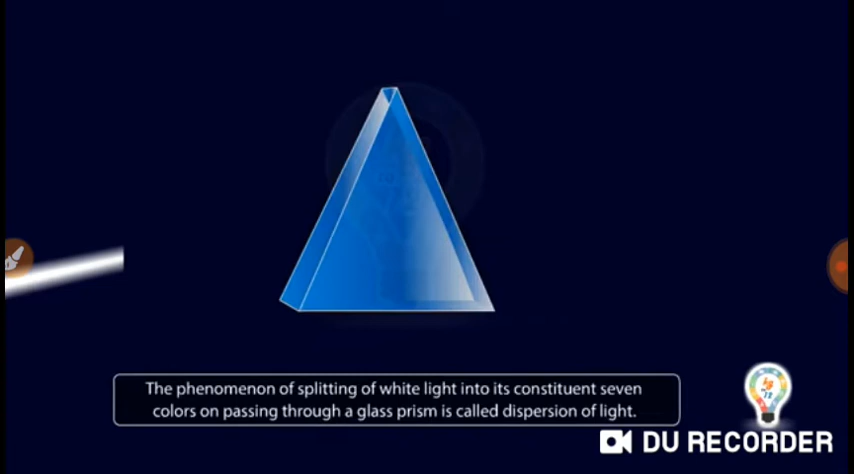 The phenomenon of splitting of white light into its constituent seven
colors on passing through a glass prism is called dispersion of light.
DU RECORDER